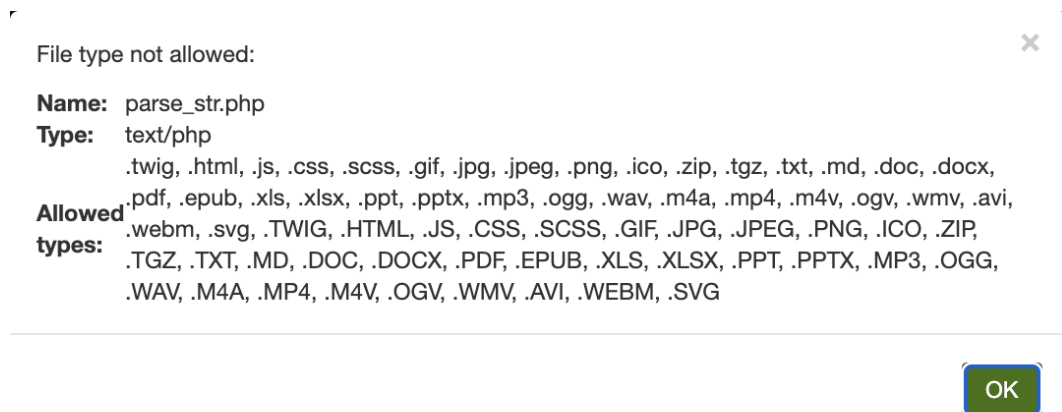 File type not allowed:
×
Name: parse_str.php
Type: text/php
Allowed types:
.twig, .html, .js, .css, .scss, .gif, .jpg, .jpeg, .png, .ico, .zip, .tgz, .txt, .md, .doc, .docx,
.pdf, .epub, .xls, .xlsx, .ppt, .pptx, .mp3, .ogg, .wav, .m4a, .mp4, .m4v, .ogv, .wmv, .avi,
.webm, .svg, .TWIG, .HTML, .JS, .CSS, .SCSS, .GIF, .JPG, .JPEG, .PNG, .ICO, .ZIP,
.TGZ, .TXT, .MD, .DOC, .DOCX, .PDF, .EPUB, .XLS, .XLSX, .PPT, .PPTX, .MP3, .OGG,
.WAV, .M4A, .MP4, .M4V, .OGV, .WMV, .AVI, .WEBM, .SVG
OK